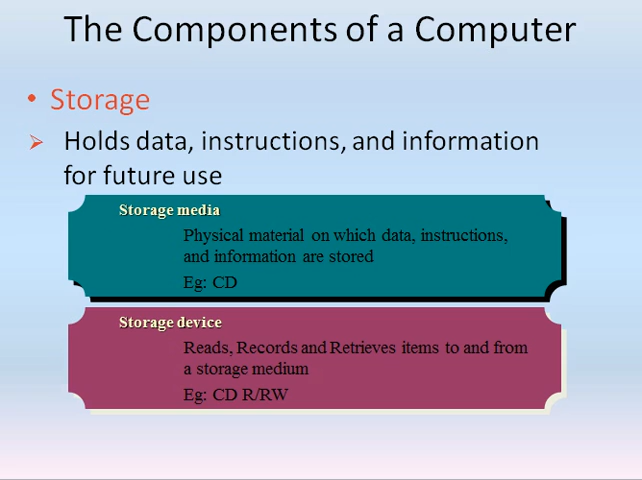 The Components of a Computer
• Storage
➢ Holds data, instructions, and information
for future use
Storage media
Physical material on which data, instructions,
and information are stored
Eg: CD
Storage device
Reads, Records and Retrieves items to and from
a storage medium
Eg: CD R/RW